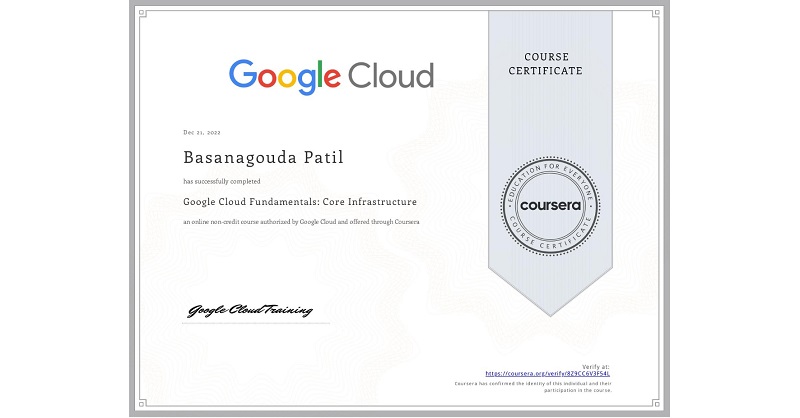 COURSE
CERTIFICATE
Google Cloud
Dec 21, 2022
Basanagouda Patil
has successfully completed
Google Cloud Fundamentals: Core Infrastructure
an online non-credit course authorized by Google Cloud and offered through Coursera
EDUCATION FOR EVERYONE
coursera
COURSE CERTIFICATE
Google Cloud Training
Verify at:
https://coursera.org/verify/8Z9CC6V3FS4L
Coursera has confirmed the identity of this individual and their
participation in the course.